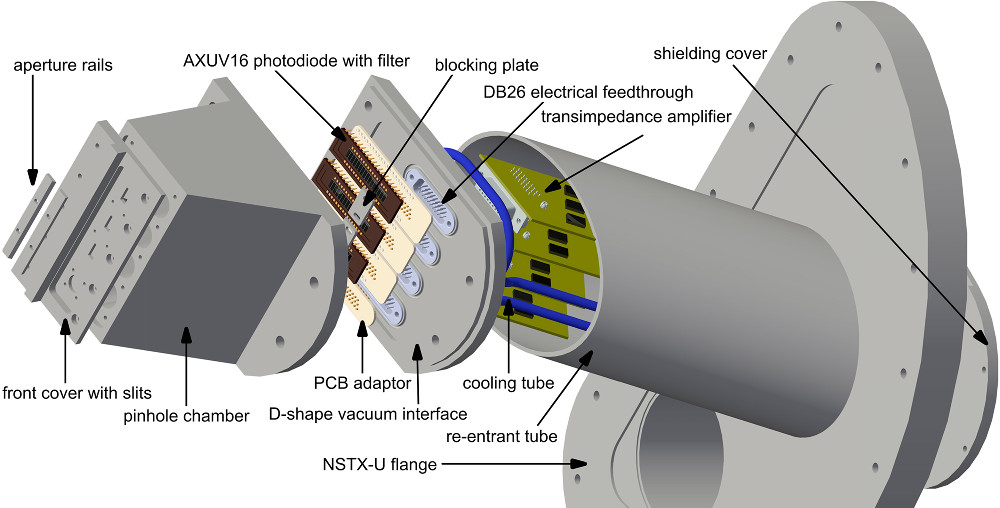 shielding cover
aperture rails
AXUV16 photodiode with filter
blocking plate
DB26 electrical feedthrough
transimpedance amplifier
front cover with slits
pinhole chamber
PCB adaptor
D-shape vacuum interface
cooling tube
re-entrant tube
NSTX-U flange